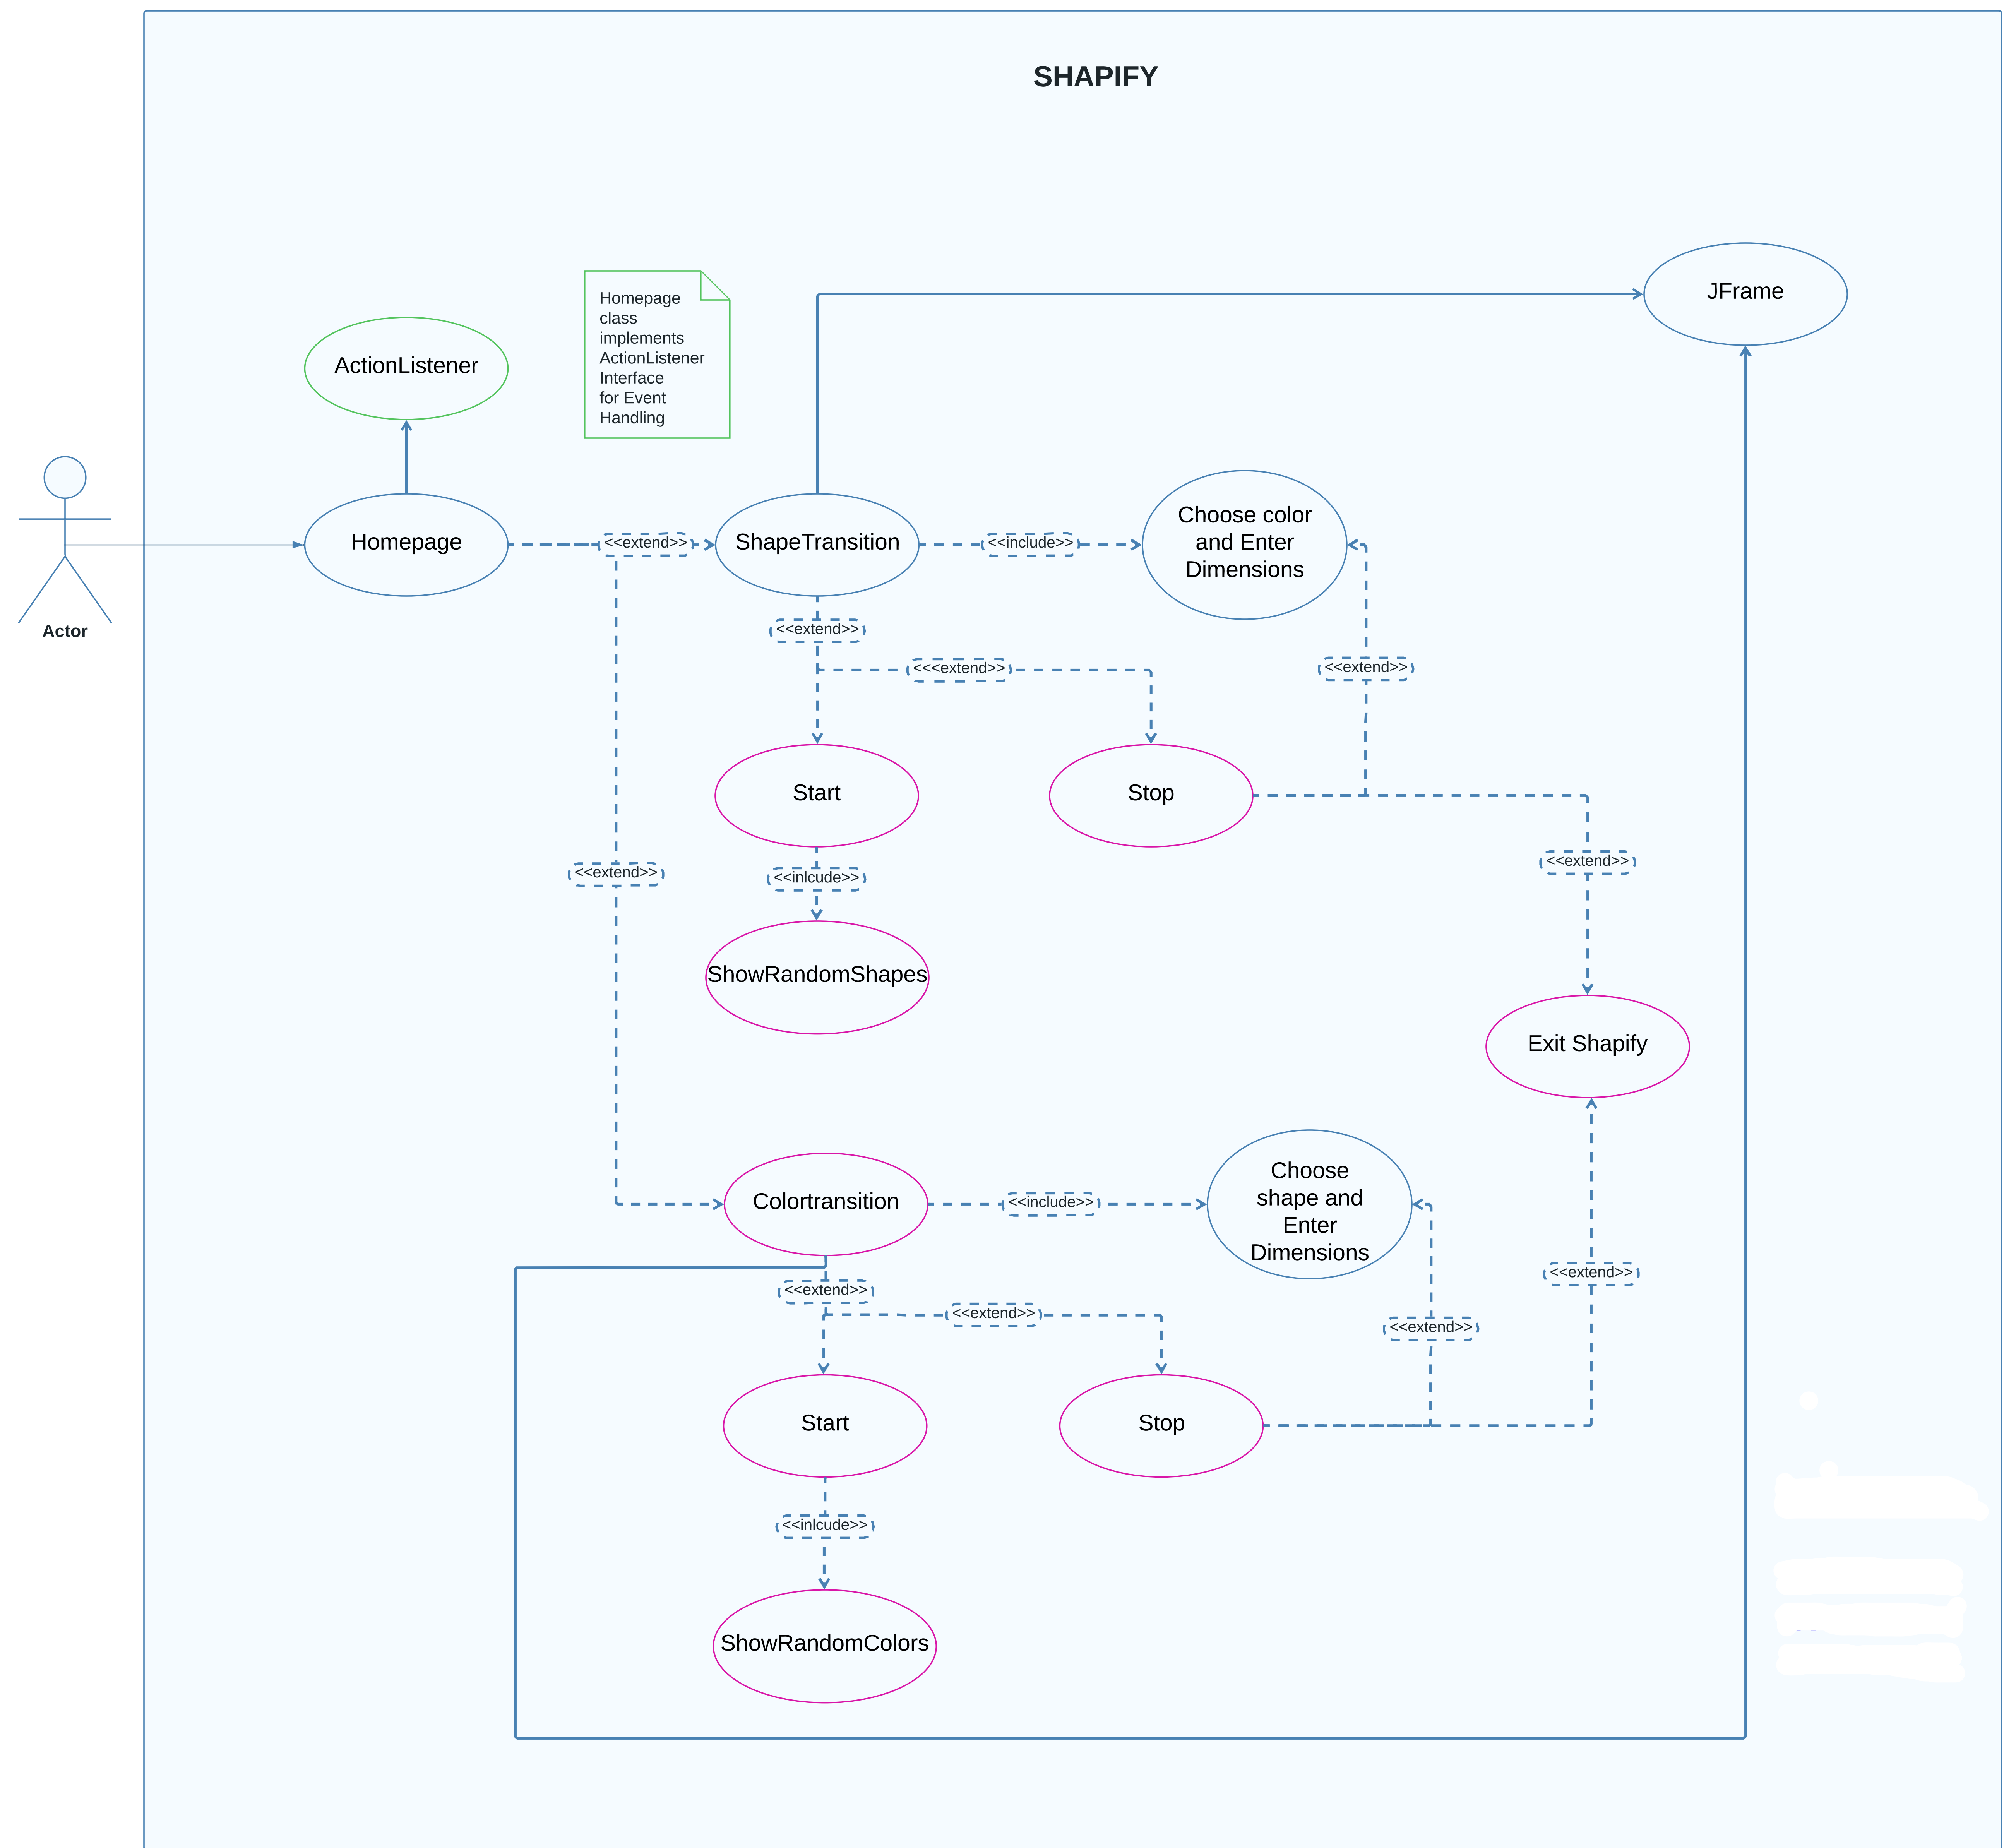 SHAPIFY
JFrame
Homepage
class
implements
ActionListener
Interface
for Event
Handling
ActionListener
Actor
Homepage
<<extend>>
ShapeTransition
<<include>>
Choose color
and Enter
Dimensions
<<extend>>
<<<extend>>
<<extend>>
Start
Stop
<<extend>>
<<extend>>
<<inlcude>>
ShowRandomShapes
Exit Shapify
Colortransition
<<include>>
Choose
shape and
Enter
Dimensions
<<extend>>
<<extend>>
<<extend>>
<<extend>>
Start
Stop
<<inlcude>>
ShowRandomColors